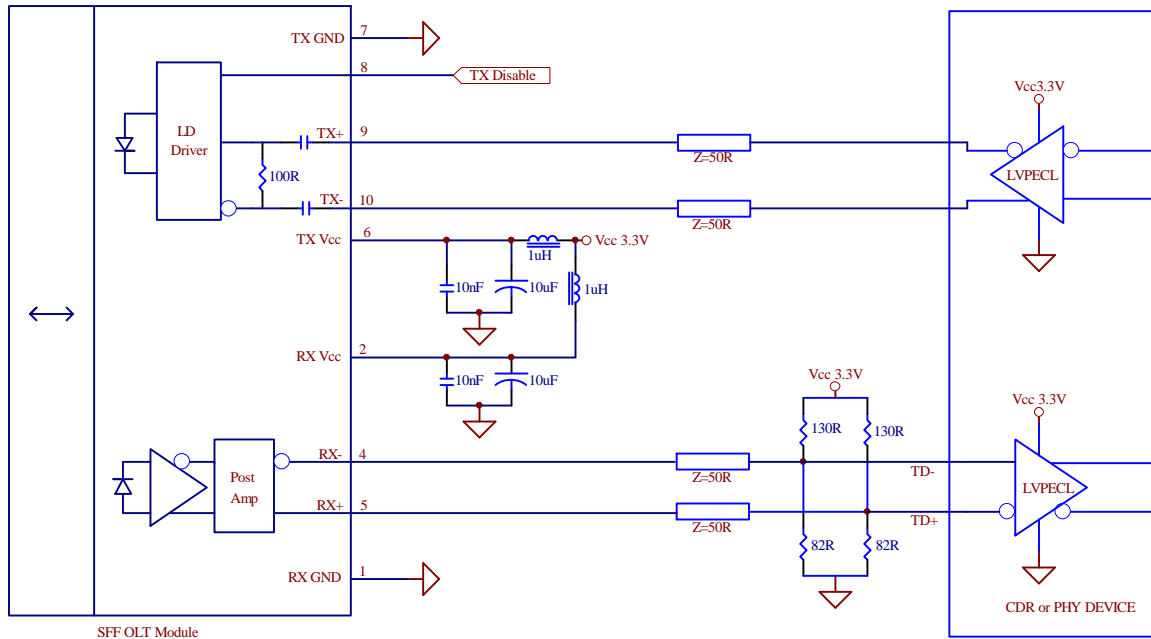 TX GND
7
8
TX Disable
Vcc3.3V
LD
Driver
TX+
9
100R
Z=50R
LVPECL
TX-
10
Z=50R
TX Vcc
6
Vcc 3.3V
1uH
10nF
10uF
1uH
RX Vcc
2
10nF
10uF
Vcc 3.3V
Vcc 3.3V
130R
130R
RX-
4
Z=50R
TD-
Post
Amp
LVPECL
RX+
5
Z=50R
TD+
82R
82R
RX GND
1
CDR or PHY DEVICE
SFF OLT Module